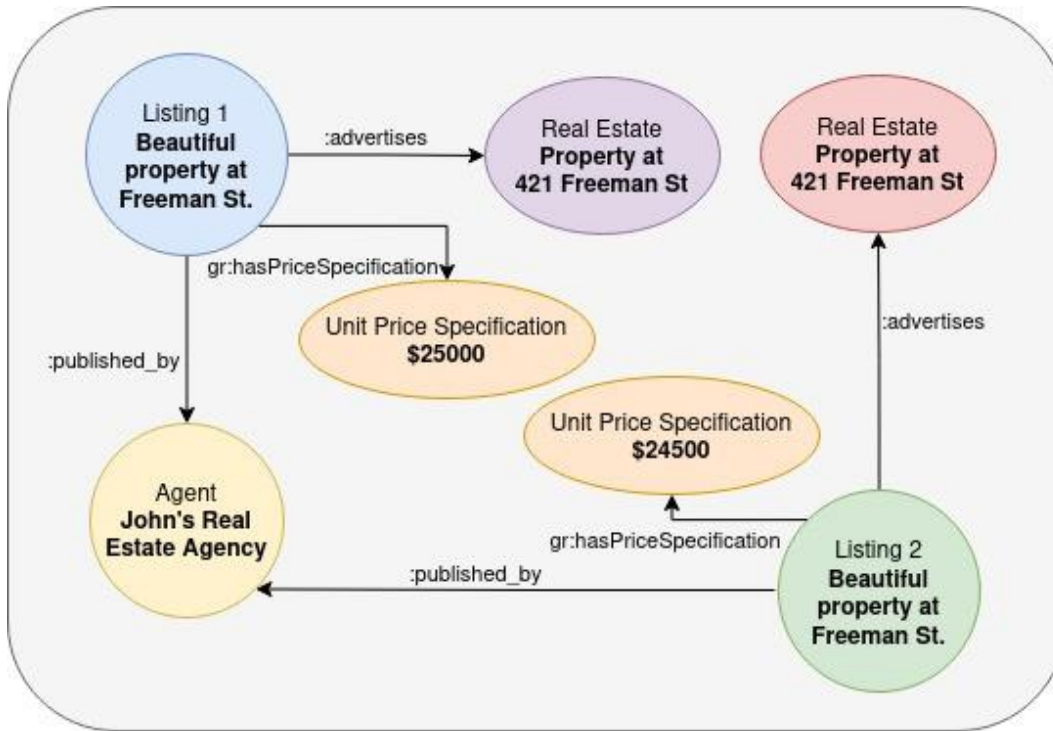 Listing 1
Beautiful
property at
Freeman St.
:advertises
Real Estate
Property at
421 Freeman St
Real Estate
Property at
421 Freeman St
gr:hasPriceSpecification
Unit Price Specification
$25000
:advertises
:published_by
Unit Price Specification
$24500
Agent
John's Real
Estate Agency
gr:hasPriceSpecification
:published_by
Listing 2
Beautiful
property at
Freeman St.